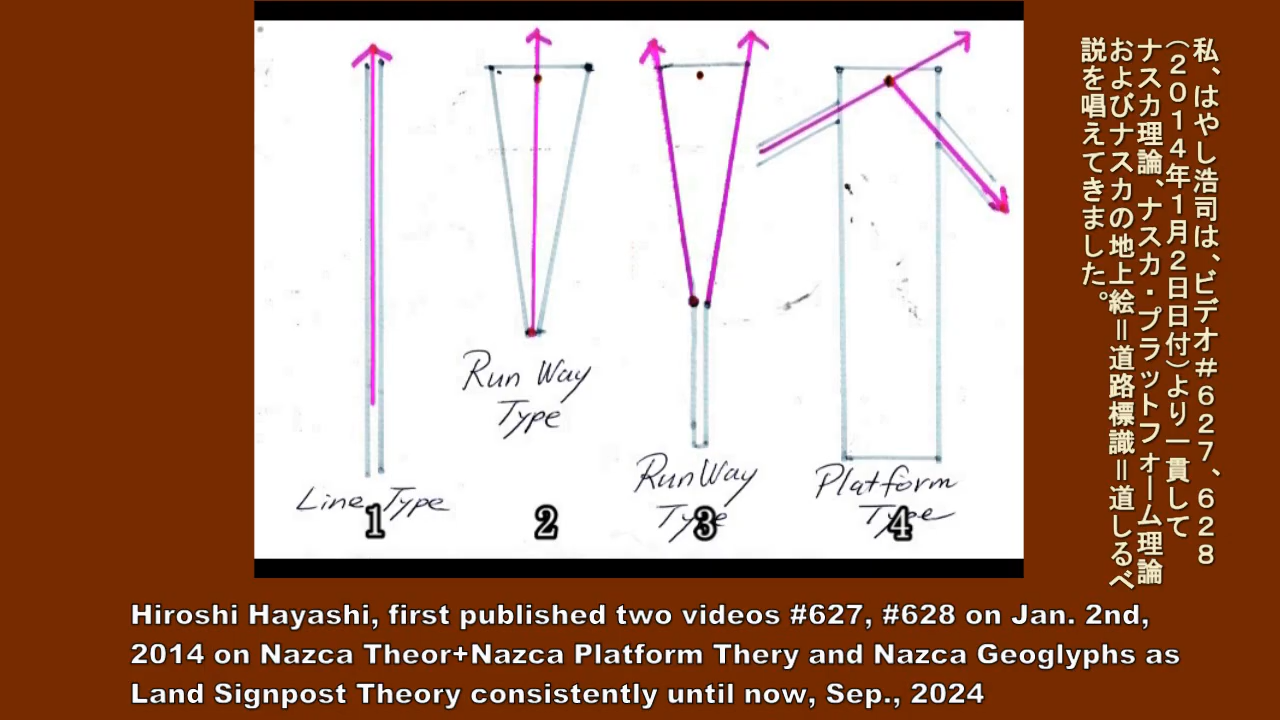 私、はやし浩司は、ビデオ＃６２７、６２８
（２０１４年１月２日日付）より一貫して
ナスカ理論、ナスカ・プラットフォーム理論
およびナスカの地上絵＝道路標識＝道しるべ
説を唱えてきました。
Line Type
1
Run Way
Type
2
RunWay
Type
3
Platform
Type
4
Hiroshi Hayashi, first published two videos #627, #628 on Jan. 2nd,
2014 on Nazca Theor+Nazca Platform Thery and Nazca Geoglyphs as
Land Signpost Theory consistently until now, Sep., 2024